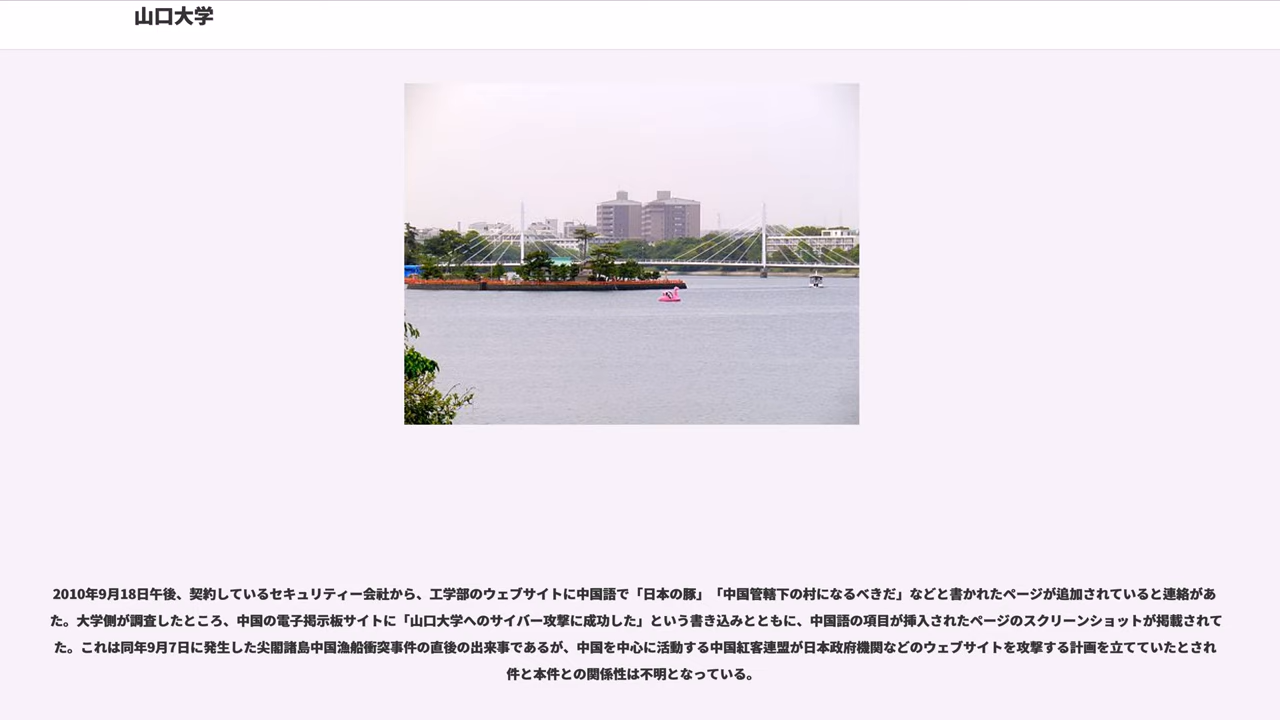 山口大学
2010年9月18日午後、契約しているセキュリティー会社から、工学部のウェブサイトに中国語で「日本の豚」「中国管轄下の村になるべきだ」などと書かれたページが追加されていると連絡があ
た。大学側が調査したところ、中国の電子掲示板サイトに「山口大学へのサイバー攻撃に成功した」という書き込みとともに、中国語の項目が挿入されたページのスクリーンショットが掲載されて
た。これは同年9月7日に発生した尖閣諸島中国漁船衝突事件の直後の出来事であるが、中国を中心に活動する中国紅客連盟が日本政府機関などのウェブサイトを攻撃する計画を立てていたとされ
件と本件との関係性は不明となっている。